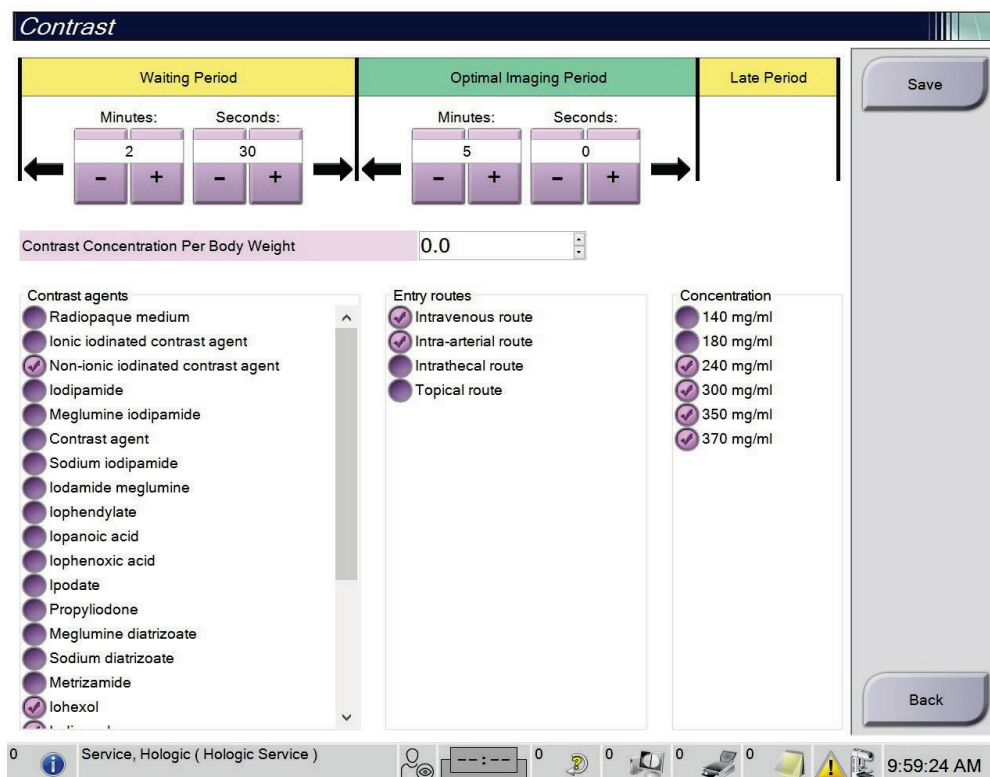 Contrast
Waiting Period
Optimal Imaging Period
Late Period
Save
Minutes:
Seconds:
Minutes:
Seconds:
2
30
5
0
- + - +
- + - +
Contrast Concentration Per Body Weight
0.0
Contrast agents
Radiopaque medium
Ionic iodinated contrast agent
Non-ionic iodinated contrast agent
Iodipamide
Meglumine iodipamide
Contrast agent
Sodium iodipamide
Iodamide meglumine
Iophendylate
Iopanoic acid
Iophenoxic acid
Ipodate
Propyliodone
Meglumine diatrizoate
Sodium diatrizoate
Metrizamide
Iohexol
Entry routes
Intravenous route
Intra-arterial route
Intrathecal route
Topical route
Concentration
140 mg/ml
180 mg/ml
240 mg/ml
300 mg/ml
350 mg/ml
370 mg/ml
Back
0
Service, Hologic ( Hologic Service )
--:--
0
0
0
0
9:59:24 AM